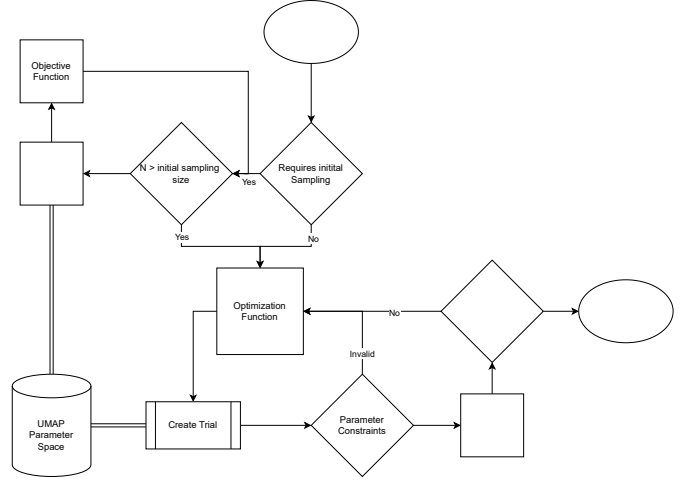 Objective
Function
N > initial sampling
size
Requires initital
Sampling
Yes
Yes
No
Optimization
Function
No
Invalid
UMAP
Parameter
Space
Create Trial
Parameter
Constraints